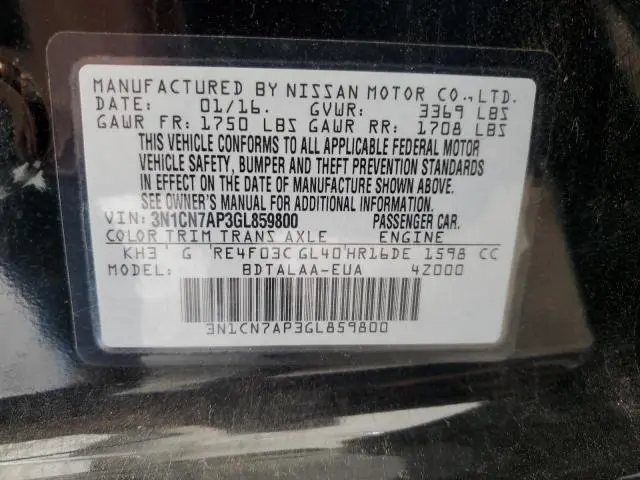 MANUFACTURED BY NISSAN MOTOR CO.,LTD.
DATE: 01/16. GVWR: 3369 LBS
GAWR FR: 1750 LBS GAWR RR: 1708 LBS
THIS VEHICLE CONFORMS TO ALL APPLICABLE FEDERAL MOTOR
VEHICLE SAFETY, BUMPER AND THEFT PREVENTION STANDARDS
IN EFFECT ON THE DATE OF MANUFACTURE SHOWN ABOVE.
SEE OWNER'S MANUAL FOR ADDITIONAL INFORMATION.
VIN: 3N1CN7AP3GL859800 PASSENGER CAR.
COLOR TRIM TRANS AXLE ENGINE
KH3 G RE4F03C GL40 HR16DE 1598 CC
MODEL: BDTALAA-EUA 4Z000
3N1CN7AP3GL859800